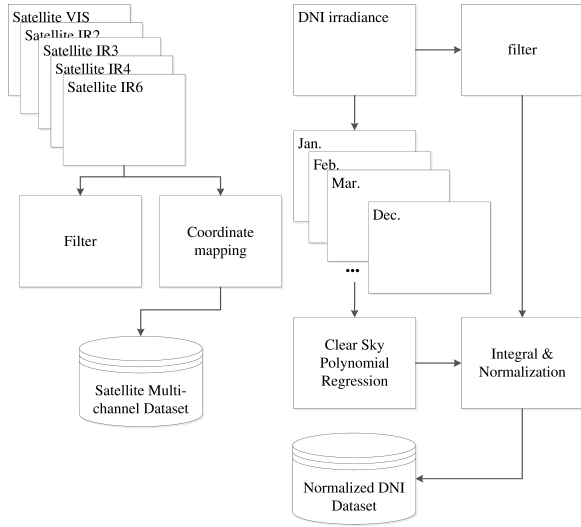 Satellite VIS
Satellite IR2
Satellite IR3
Satellite IR4
Satellite IR6
Filter
Coordinate
mapping
Satellite Multi-
channel Dataset
DNI irradiance
filter
Jan.
Feb.
Mar.
Dec.
...
Clear Sky
Polynomial
Regression
Integral &
Normalization
Normalized DNI
Dataset